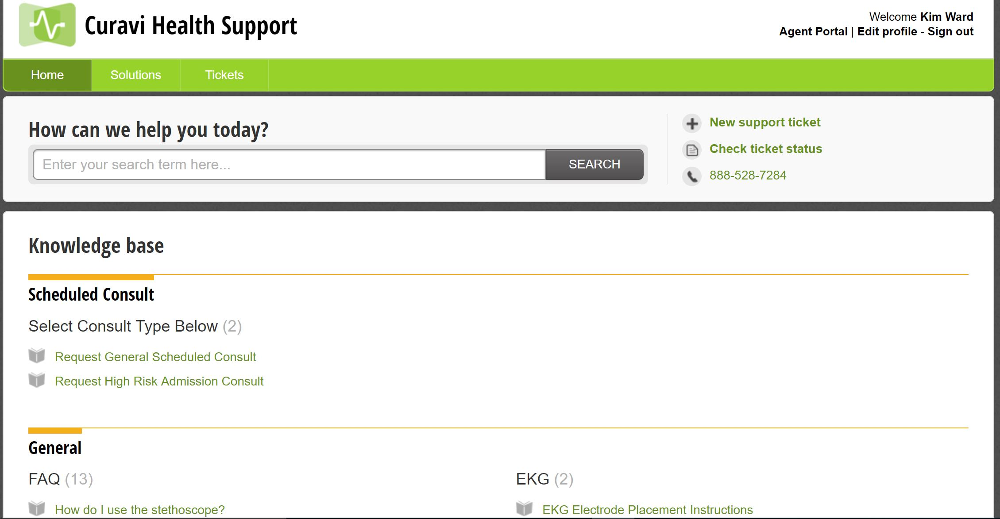 Curavi Health Support
Welcome Kim Ward
Agent Portal | Edit profile - Sign out
Home
Solutions
Tickets
How can we help you today?
Enter your search term here...
SEARCH
New support ticket
Check ticket status
888-528-7284
Knowledge base
Scheduled Consult
Select Consult Type Below (2)
Request General Scheduled Consult
Request High Risk Admission Consult
General
FAQ (13)
How do I use the stethoscope?
EKG (2)
EKG Electrode Placement Instructions